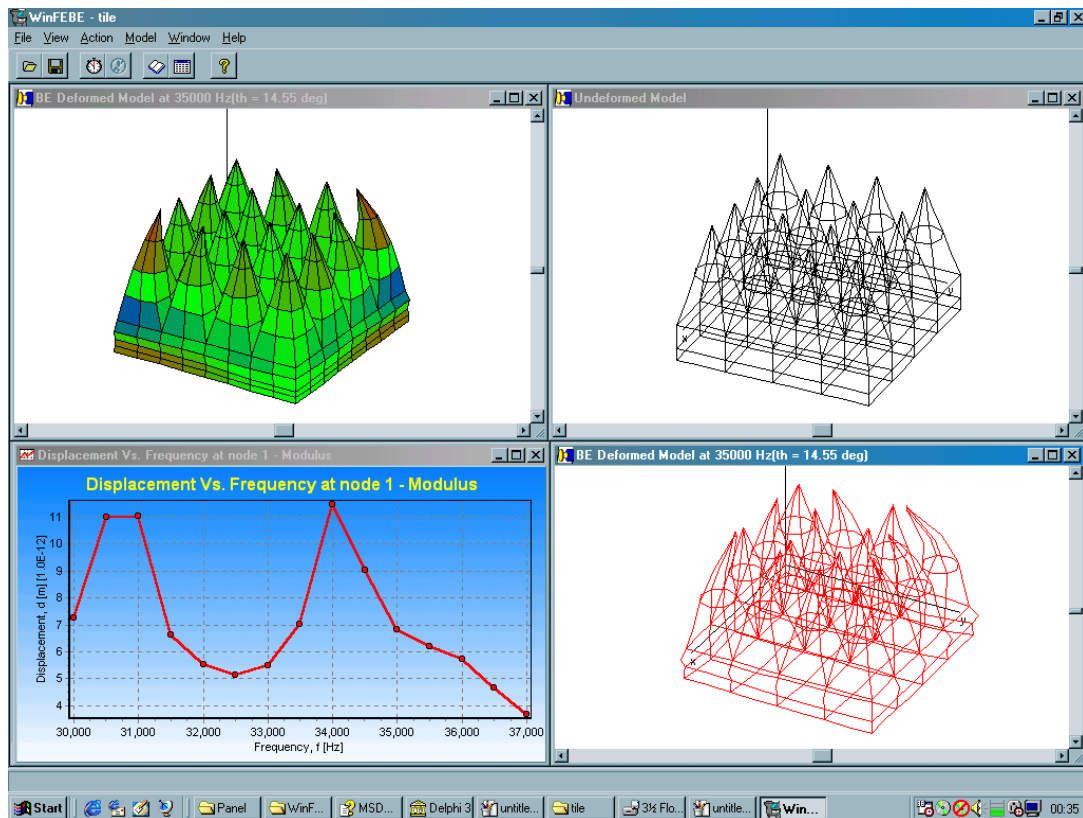 WinFEBE - tile
File View Action Model Window Help
BE Deformed Model at 35000 Hz(th = 14.55 deg)
Undeformed Model
x
y
Displacement Vs. Frequency at node 1 - Modulus
Displacement Vs. Frequency at node 1 - Modulus
Displacement, d [m] [1.0E-12]
11
10
9
8
7
6
5
4
30,000 31,000 32,000 33,000 34,000 35,000 36,000 37,000
Frequency, f [Hz]
BE Deformed Model at 35000 Hz(th = 14.55 deg)
x
y
Start Panel WinF... MSD... Delphi 3 untitle... tile 3½ Flo... untitle... Win... 00:35